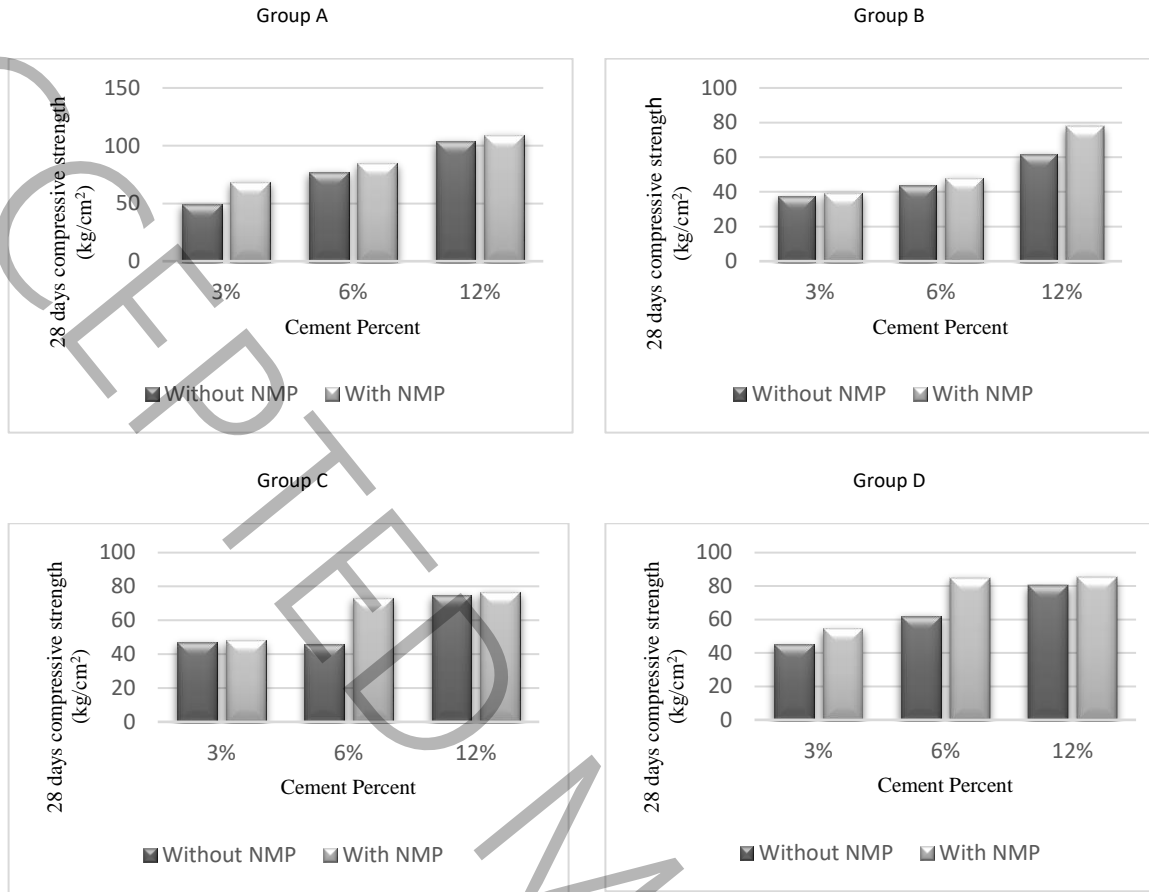 Group A
28 days compressive strength
(kg/cm²)
150
100
50
0
3% 6% 12%
Cement Percent
Without NMP With NMP
Group B
28 days compressive strength
(kg/cm²)
100
80
60
40
20
0
3% 6% 12%
Cement Percent
Without NMP With NMP
Group C
28 days compressive strength
(kg/cm²)
100
80
60
40
20
0
3% 6% 12%
Cement Percent
Without NMP With NMP
Group D
28 days compressive strength
(kg/cm²)
100
80
60
40
20
0
3% 6% 12%
Cement Percent
Without NMP With NMP
CEPTED M